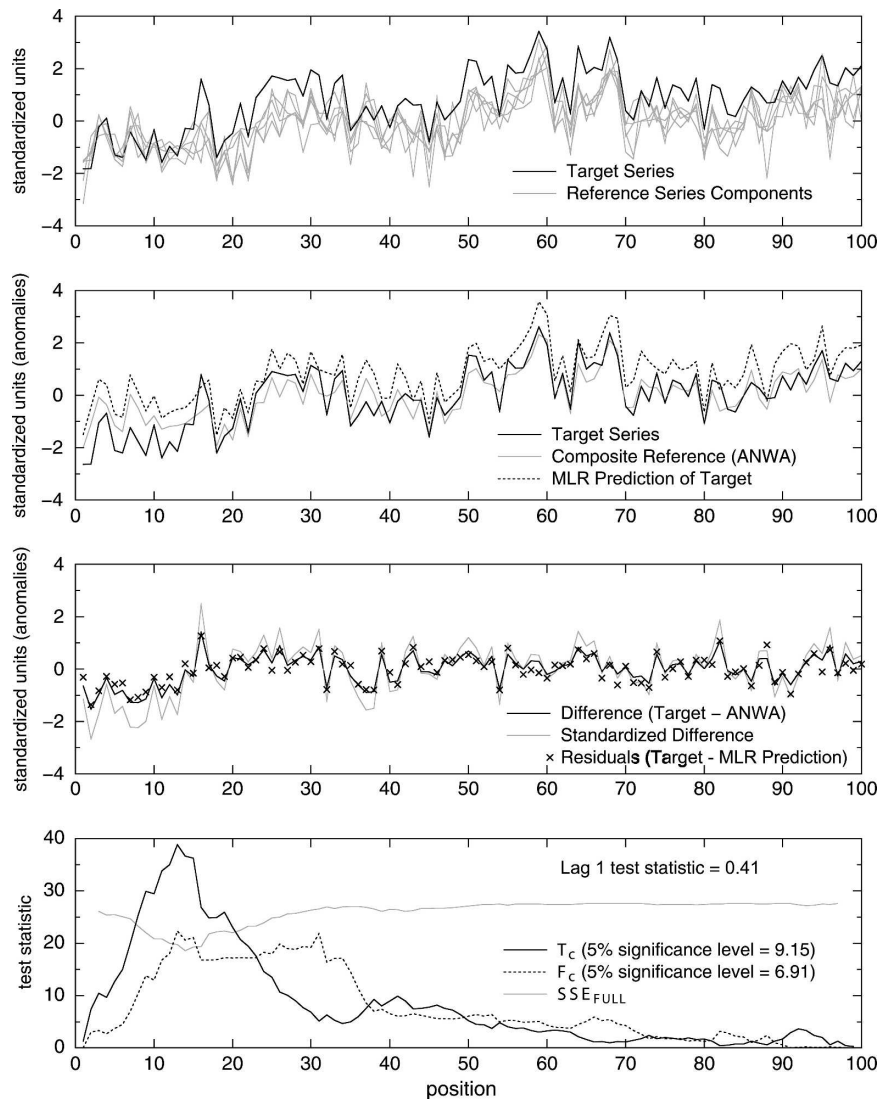 standardized units
4
2
0
−2
−4
Target Series
Reference Series Components
0 10 20 30 40 50 60 70 80 90 100
standardized units (anomalies)
4
2
0
−2
−4
Target Series
Composite Reference (ANWA)
MLR Prediction of Target
0 10 20 30 40 50 60 70 80 90 100
standardized units (anomalies)
4
2
0
−2
−4
Difference (Target − ANWA)
Standardized Difference
Residuals (Target - MLR Prediction)
0 10 20 30 40 50 60 70 80 90 100
test statistic
40
30
20
10
0
Lag 1 test statistic = 0.41
Tc (5% significance level = 9.15)
Fc (5% significance level = 6.91)
SSEFULL
0 10 20 30 40 50 60 70 80 90 100
position